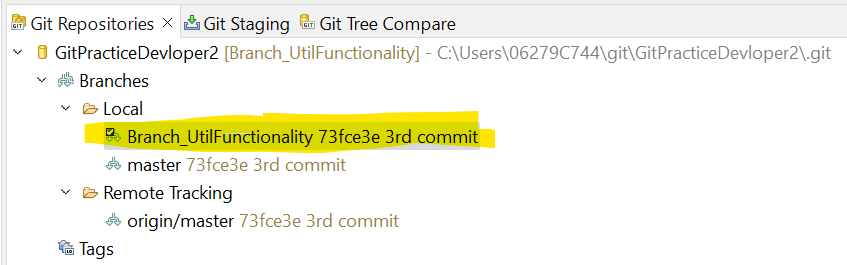 Git Repositories Git Staging Git Tree Compare
GitPracticeDevloper2 [Branch_UtilFunctionality] - C:\Users\06279C744\git\GitPracticeDevloper2\.git
Branches
Local
Branch_UtilFunctionality 73fce3e 3rd commit
master 73fce3e 3rd commit
Remote Tracking
origin/master 73fce3e 3rd commit
Tags